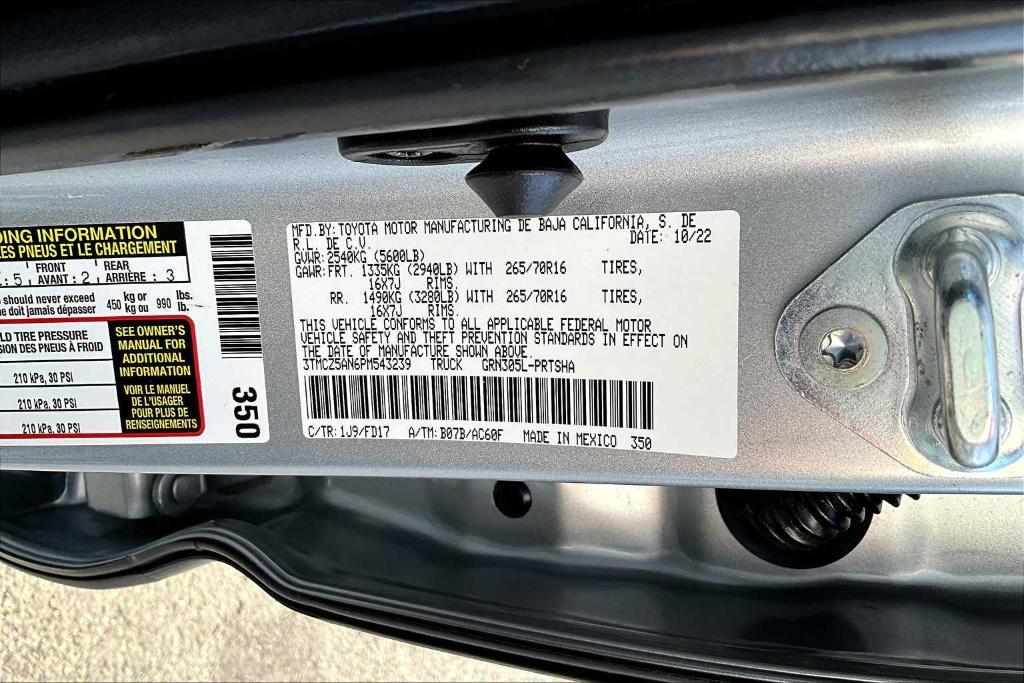 DING INFORMATION
LES PNEUS ET LE CHARGEMENT
FRONT REAR
: 5 AVANT : 2 ARRIÈRE : 3
should never exceed 450 kg or 990 lbs.
ne doit jamais dépasser kg ou lb.
LD TIRE PRESSURE
SION DES PNEUS À FROID
210 kPa, 30 PSI
210 kPa, 30 PSI
210 kPa, 30 PSI
SEE OWNER'S
MANUAL FOR
ADDITIONAL
INFORMATION
VOIR LE MANUEL
DE L'USAGER
POUR PLUS DE
RENSEIGNEMENTS
350
MFD.BY: TOYOTA MOTOR MANUFACTURING DE BAJA CALIFORNIA, S. DE
R.L. DE C.V. DATE: 10/22
GVWR: 2540KG (5600LB)
GAWR: FRT. 1335KG (2940LB) WITH 265/70R16 TIRES,
16X7J RIMS.
RR. 1490KG (3280LB) WITH 265/70R16 TIRES,
16X7J RIMS.
THIS VEHICLE CONFORMS TO ALL APPLICABLE FEDERAL MOTOR
VEHICLE SAFETY AND THEFT PREVENTION STANDARDS IN EFFECT ON
THE DATE OF MANUFACTURE SHOWN ABOVE.
3TMCZ5AN6PM543239 TRUCK GRN305L-PRTSHA
C/TR: 1J9/FD17 A/TM: B07B/AC60F MADE IN MEXICO 350